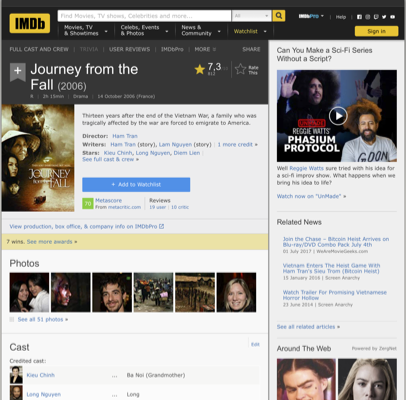 IMDb
Find Movies, TV shows, Celebrities and more...
All
IMDbPro
Help
Movies, TV
& Showtimes
Celebs, Events
& Photos
News &
Community
Watchlist
Sign in
FULL CAST AND CREW | TRIVIA | USER REVIEWS | IMDbPro | MORE
SHARE
Journey from the
Fall (2006)
7,3
Rate
This
R | 2h 15min | Drama | 14 October 2006 (France)
Thirteen years after the end of the Vietnam War, a family who was
tragically affected by the war are forced to emigrate to America.
Director: Ham Tran
Writers: Ham Tran (story), Lam Nguyen (story) | 1 more credit »
Stars: Kieu Chinh, Long Nguyen, Diem Lien |
See full cast & crew »
+ Add to Watchlist
Metascore
From metacritic.com
Reviews
19 user | 10 critic
View production, box office, & company info on IMDbPro
7 wins. See more awards »
Photos
See all 51 photos »
Cast
Edit
Credited cast:
Kieu Chinh ... Ba Noi (Grandmother)
Long Nguyen ... Long
Can You Make a Sci-Fi Series
Without a Script?
REGGIE WATTS'
PHASIUM
PROTOCOL
Well Reggie Watts sure tried with his idea for
a sci-fi improv show. What happens when we
bring his idea to life?
Watch now on "UnMade" »
Related News
Join the Chase – Bitcoin Heist Arrives on
Blu-ray/DVD Combo Pack July 4th
01 July 2017 | WeAreMovieGeeks.com
Vietnam Enters The Heist Game With
Ham Tran's Sieu Trom (Bitcoin Heist)
15 January 2016 | Screen Anarchy
Watch Trailer For Promising Vietnamese
Horror Hollow
23 June 2014 | Screen Anarchy
See all related articles »
Around The Web
Powered by ZergNet